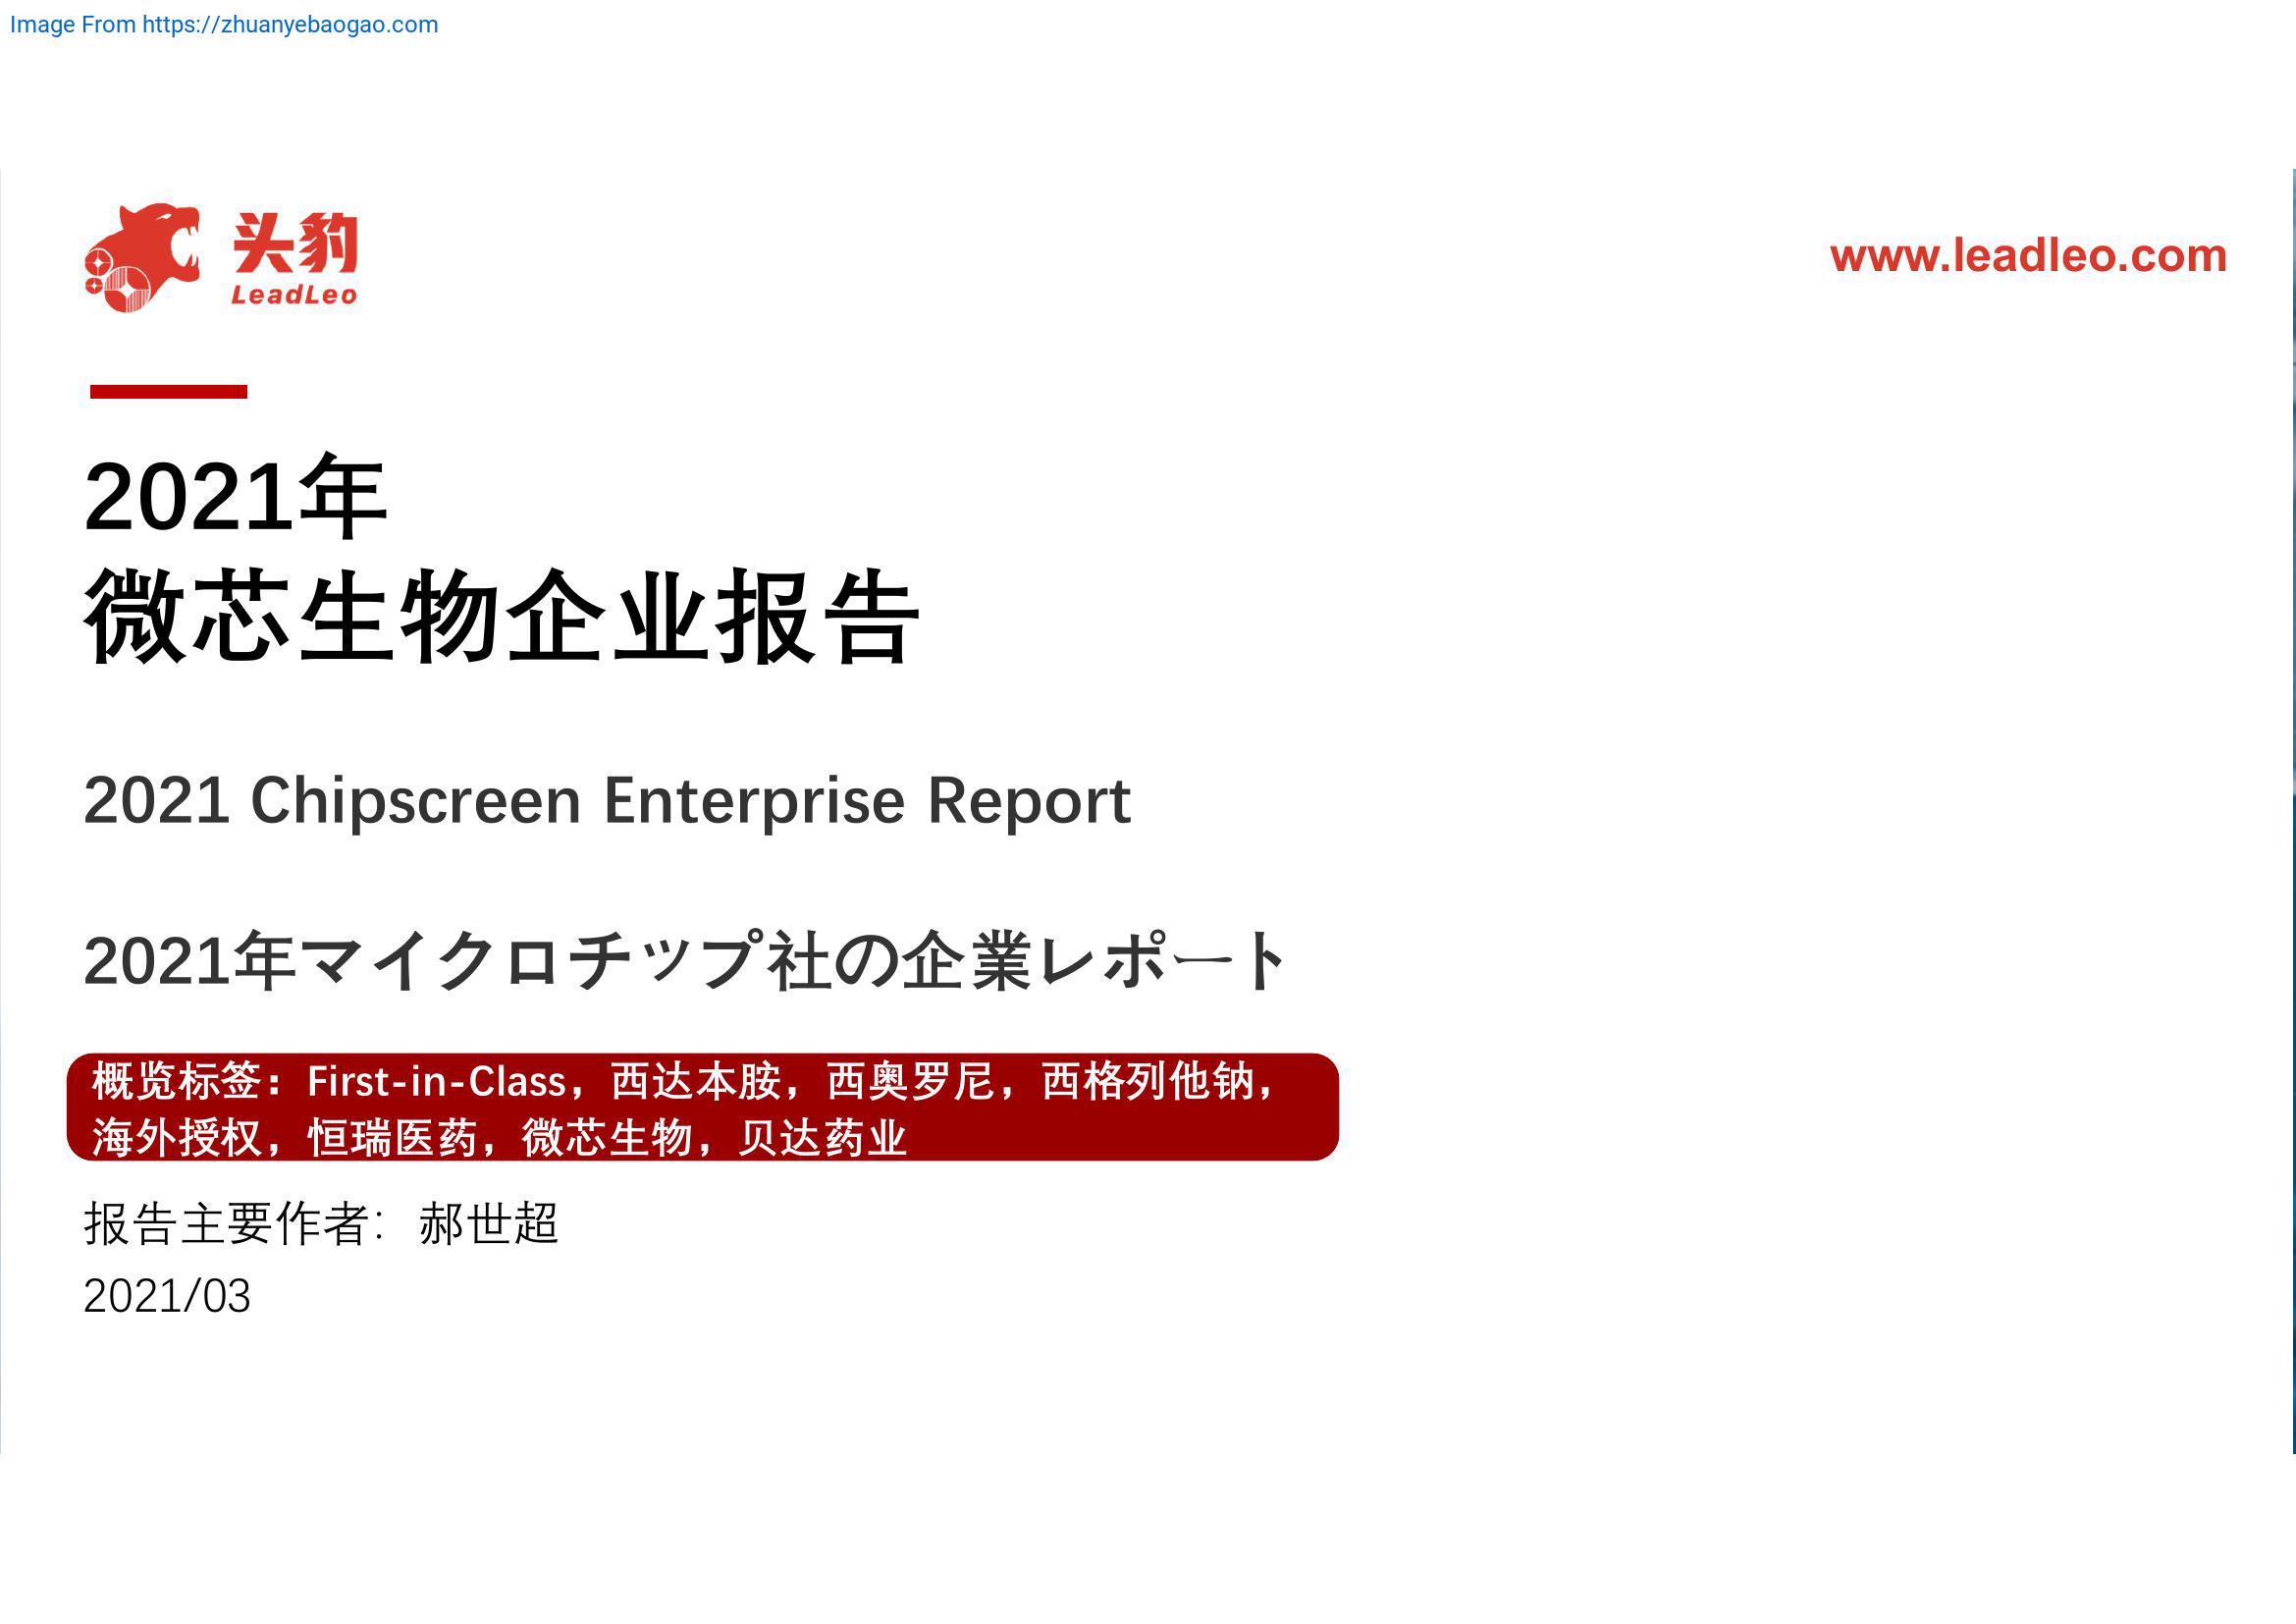 Image From https://zhuanyebaogao.com
头豹
LeadLeo
www.leadleo.com
2021年
微芯生物企业报告
2021 Chipscreen Enterprise Report
2021年マイクロチップ社の企業レポート
概览标签：First-in-Class，西达本胺，西奥罗尼，西格列他钠，
海外授权，恒瑞医药，微芯生物，贝达药业
报告主要作者： 郝世超
2021/03